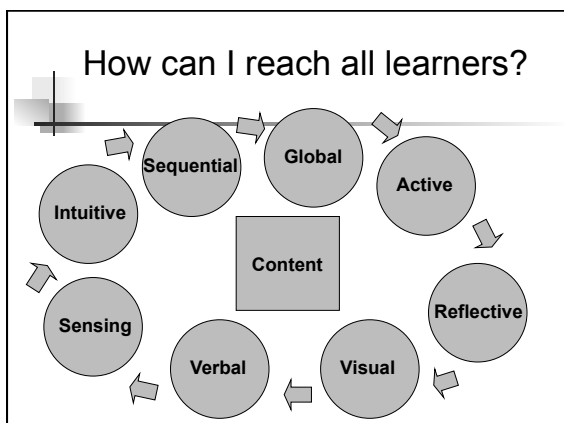 How can I reach all learners?
Sequential
Global
Active
Reflective
Visual
Verbal
Sensing
Intuitive
Content